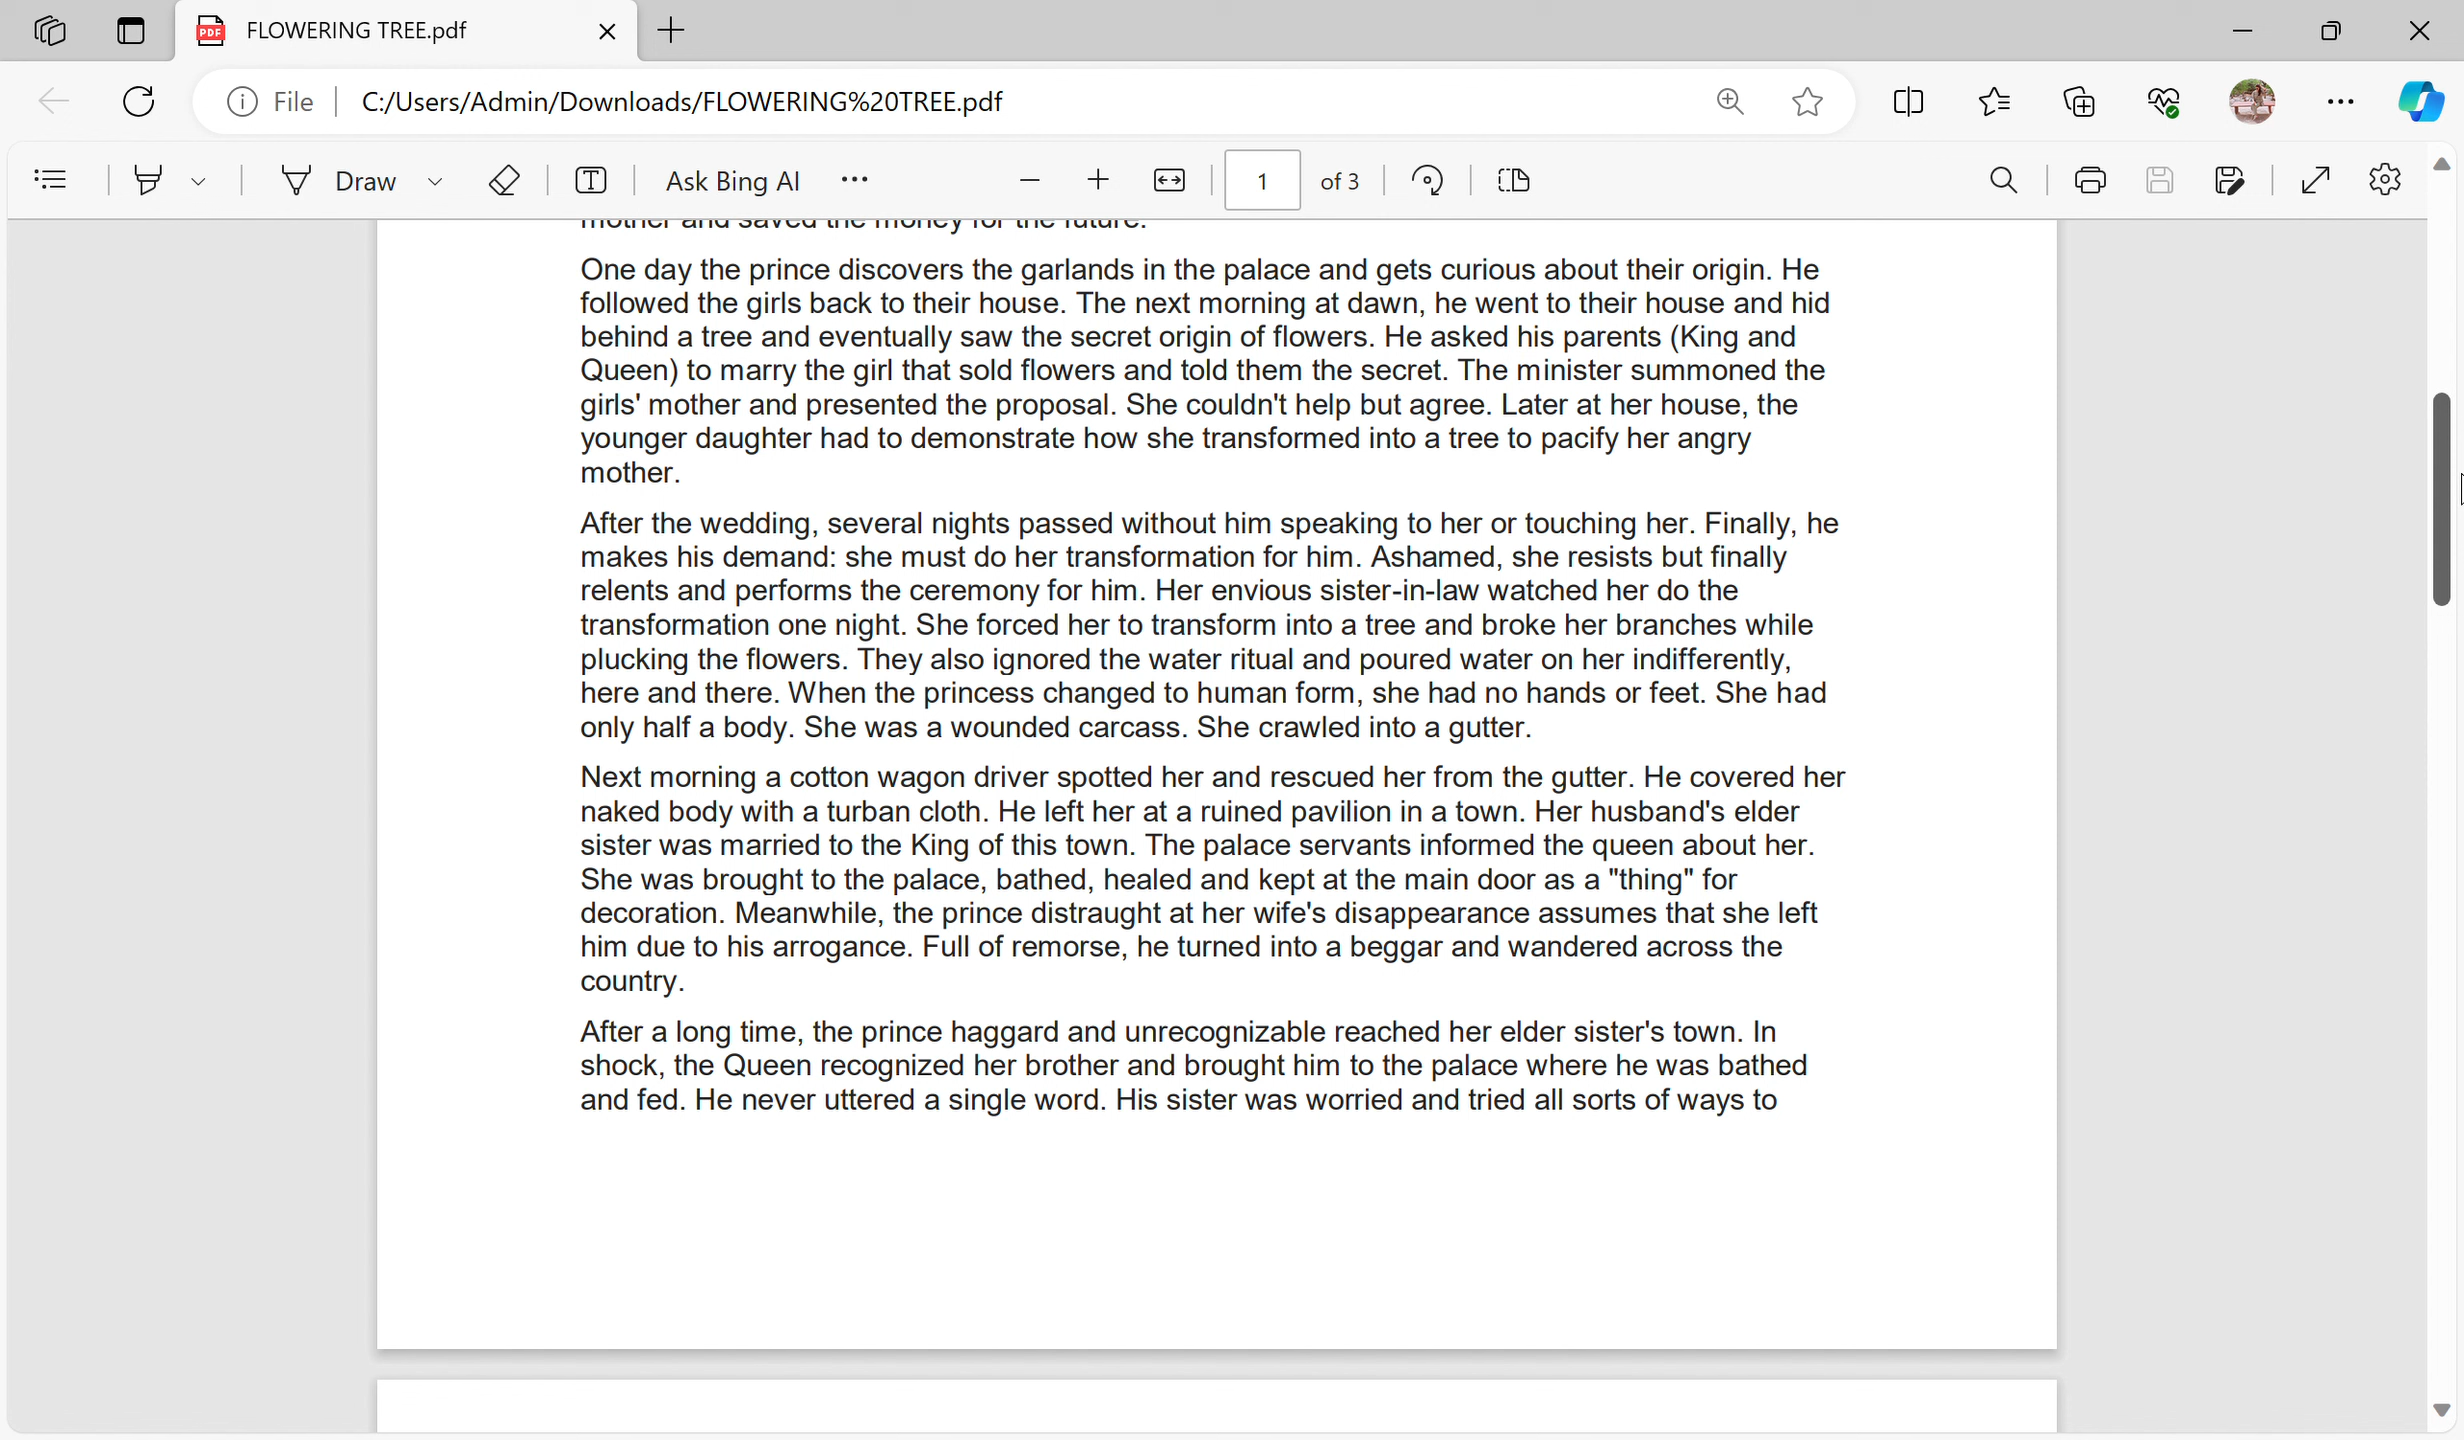 FLOWERING TREE.pdf
File
C:/Users/Admin/Downloads/FLOWERING%20TREE.pdf
Draw
Ask Bing AI
1 of 3
mother and saved the money for the future.
One day the prince discovers the garlands in the palace and gets curious about their origin. He
followed the girls back to their house. The next morning at dawn, he went to their house and hid
behind a tree and eventually saw the secret origin of flowers. He asked his parents (King and
Queen) to marry the girl that sold flowers and told them the secret. The minister summoned the
girls' mother and presented the proposal. She couldn't help but agree. Later at her house, the
younger daughter had to demonstrate how she transformed into a tree to pacify her angry
mother.
After the wedding, several nights passed without him speaking to her or touching her. Finally, he
makes his demand: she must do her transformation for him. Ashamed, she resists but finally
relents and performs the ceremony for him. Her envious sister-in-law watched her do the
transformation one night. She forced her to transform into a tree and broke her branches while
plucking the flowers. They also ignored the water ritual and poured water on her indifferently,
here and there. When the princess changed to human form, she had no hands or feet. She had
only half a body. She was a wounded carcass. She crawled into a gutter.
Next morning a cotton wagon driver spotted her and rescued her from the gutter. He covered her
naked body with a turban cloth. He left her at a ruined pavilion in a town. Her husband's elder
sister was married to the King of this town. The palace servants informed the queen about her.
She was brought to the palace, bathed, healed and kept at the main door as a "thing" for
decoration. Meanwhile, the prince distraught at her wife's disappearance assumes that she left
him due to his arrogance. Full of remorse, he turned into a beggar and wandered across the
country.
After a long time, the prince haggard and unrecognizable reached her elder sister's town. In
shock, the Queen recognized her brother and brought him to the palace where he was bathed
and fed. He never uttered a single word. His sister was worried and tried all sorts of ways to